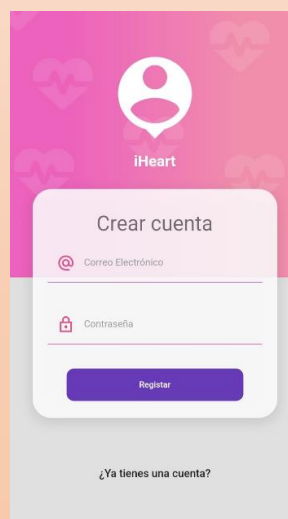 iHeart
Crear cuenta
Correo Electrónico
Contraseña
Registar
¿Ya tienes una cuenta?